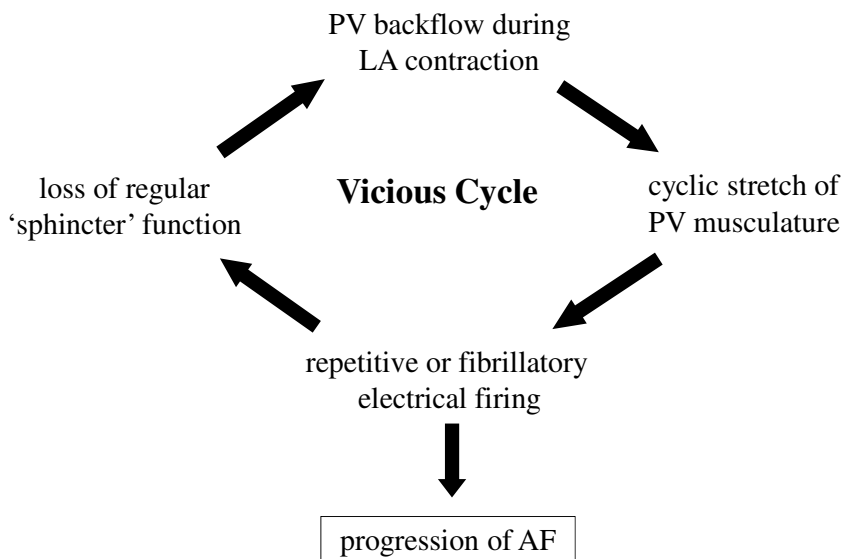 PV backflow during
LA contraction
Vicious Cycle
loss of regular
‘sphincter’ function
cyclic stretch of
PV musculature
repetitive or fibrillatory
electrical firing
progression of AF